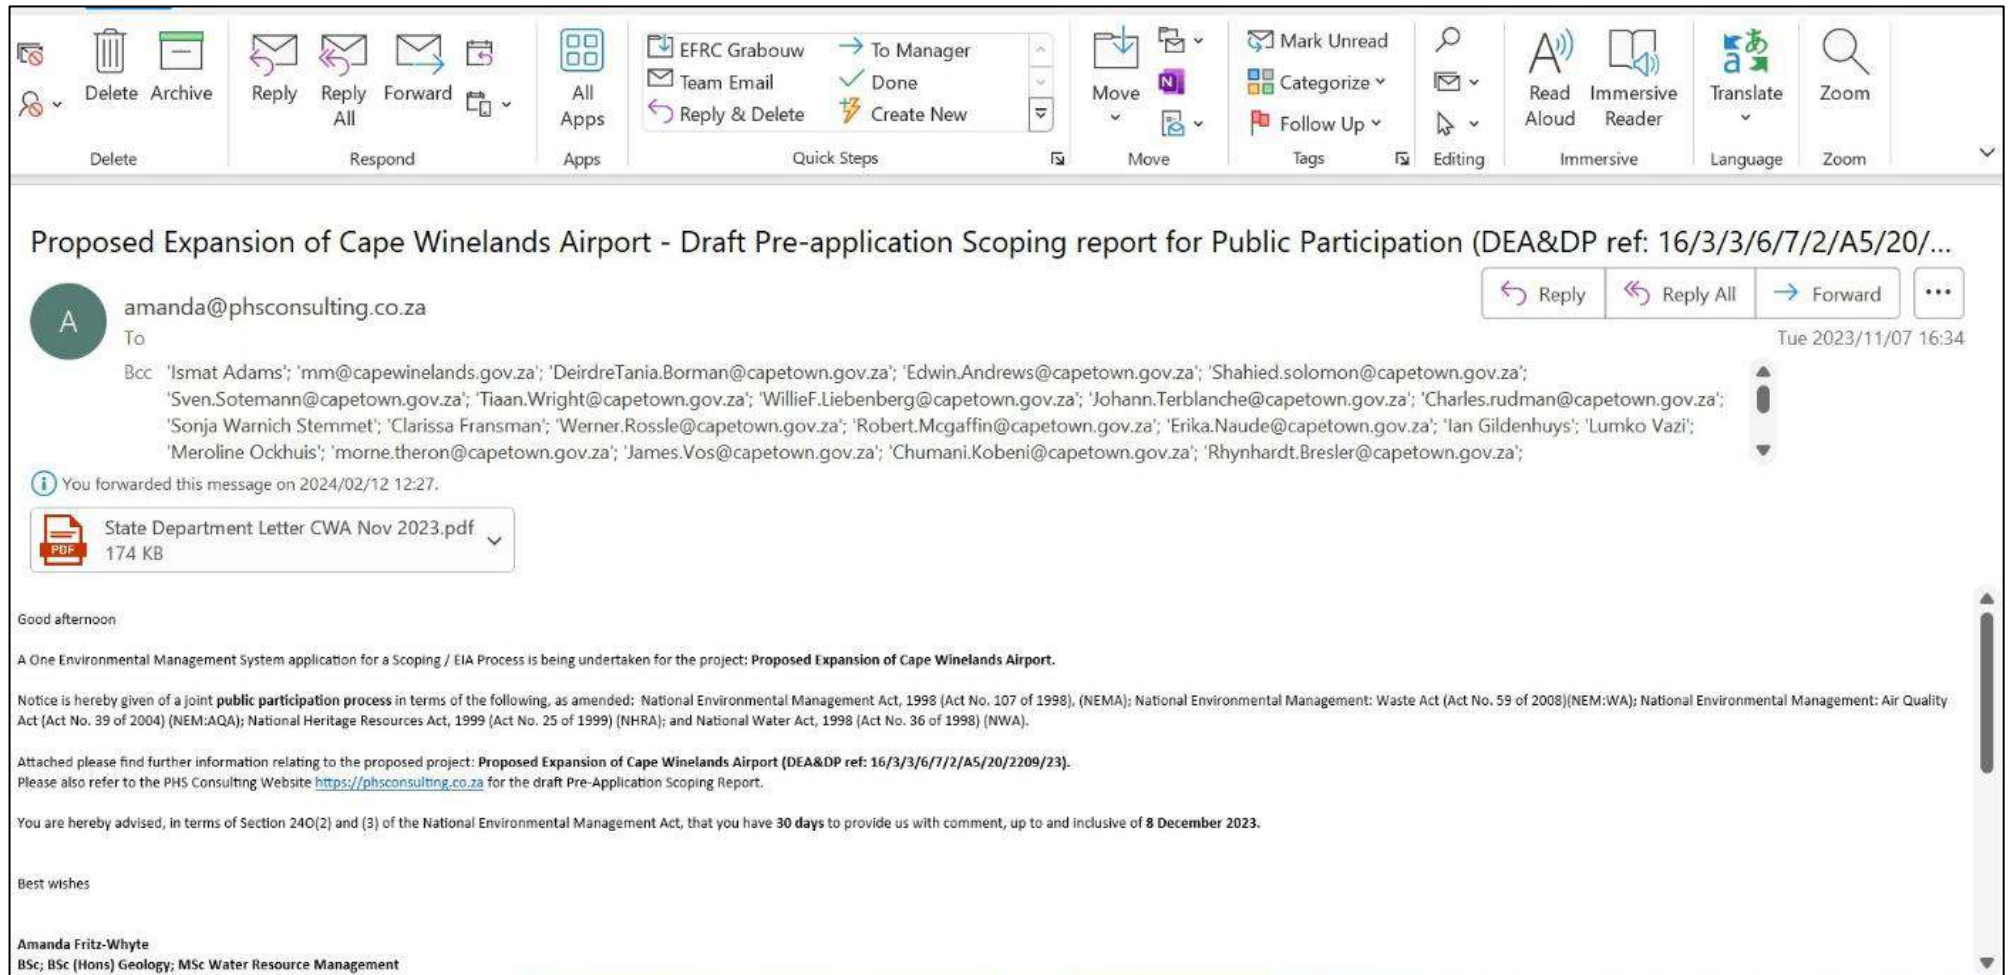 Delete
Archive
Reply
Reply All
Forward
All Apps
EFRC Grabouw
To Manager
Team Email
Done
Reply & Delete
Create New
Move
Mark Unread
Categorize
Follow Up
Read Aloud
Immersive Reader
Translate
Zoom
Delete
Respond
Apps
Quick Steps
Move
Tags
Editing
Immersive
Language
Zoom
Proposed Expansion of Cape Winelands Airport - Draft Pre-application Scoping report for Public Participation (DEA&DP ref: 16/3/3/6/7/2/A5/20/...
A
amanda@phsconsulting.co.za
Reply
Reply All
Forward
To
Tue 2023/11/07 16:34
Bcc 'Ismat Adams'; 'mm@capewinelands.gov.za'; 'DeirdreTania.Borman@capetown.gov.za'; 'Edwin.Andrews@capetown.gov.za'; 'Shahied.solomon@capetown.gov.za';
'Sven.Sotemann@capetown.gov.za'; 'Tiaan.Wright@capetown.gov.za'; 'WillieF.Liebenberg@capetown.gov.za'; 'Johann.Terblanche@capetown.gov.za'; 'Charles.rudman@capetown.gov.za';
'Sonja Warnich Stemmet'; 'Clarissa Fransman'; 'Werner.Rossle@capetown.gov.za'; 'Robert.Mcgaffin@capetown.gov.za'; 'Erika.Naude@capetown.gov.za'; 'Ian Gildenhuys'; 'Lumko Vazi';
'Meroline Ockhuis'; 'morne.theron@capetown.gov.za'; 'James.Vos@capetown.gov.za'; 'Chumani.Kobeni@capetown.gov.za'; 'Rhynhardt.Bresler@capetown.gov.za';
You forwarded this message on 2024/02/12 12:27.
PDF
State Department Letter CWA Nov 2023.pdf
174 KB
Good afternoon
A One Environmental Management System application for a Scoping / EIA Process is being undertaken for the project: Proposed Expansion of Cape Winelands Airport.
Notice is hereby given of a joint public participation process in terms of the following, as amended: National Environmental Management Act, 1998 (Act No. 107 of 1998), (NEMA); National Environmental Management: Waste Act (Act No. 59 of 2008)(NEM:WA); National Environmental Management: Air Quality
Act (Act No. 39 of 2004) (NEM:AQA); National Heritage Resources Act, 1999 (Act No. 25 of 1999) (NHRA); and National Water Act, 1998 (Act No. 36 of 1998) (NWA).
Attached please find further information relating to the proposed project: Proposed Expansion of Cape Winelands Airport (DEA&DP ref: 16/3/3/6/7/2/A5/20/2209/23).
Please also refer to the PHS Consulting Website https://phsconsulting.co.za for the draft Pre-Application Scoping Report.
You are hereby advised, in terms of Section 24O(2) and (3) of the National Environmental Management Act, that you have 30 days to provide us with comment, up to and inclusive of 8 December 2023.
Best wishes
Amanda Fritz-Whyte
BSc; BSc (Hons) Geology; MSc Water Resource Management